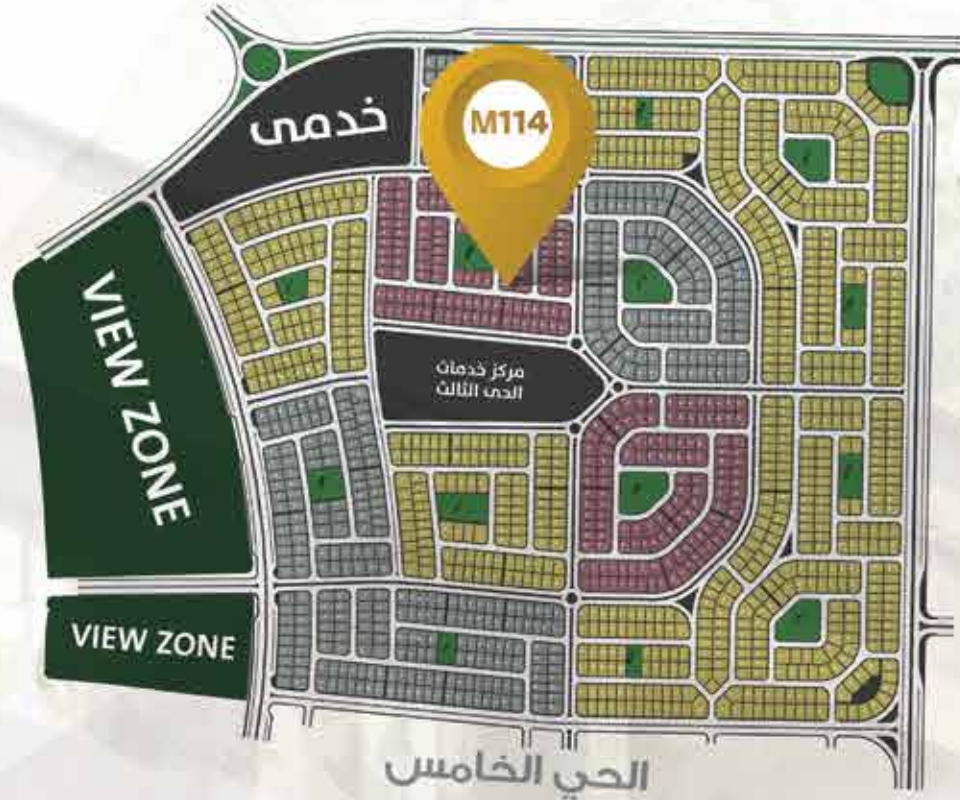 خدمى
M114
VIEW ZONE
مركز خدمات
الحى الثالث
VIEW ZONE
الحي الخامس